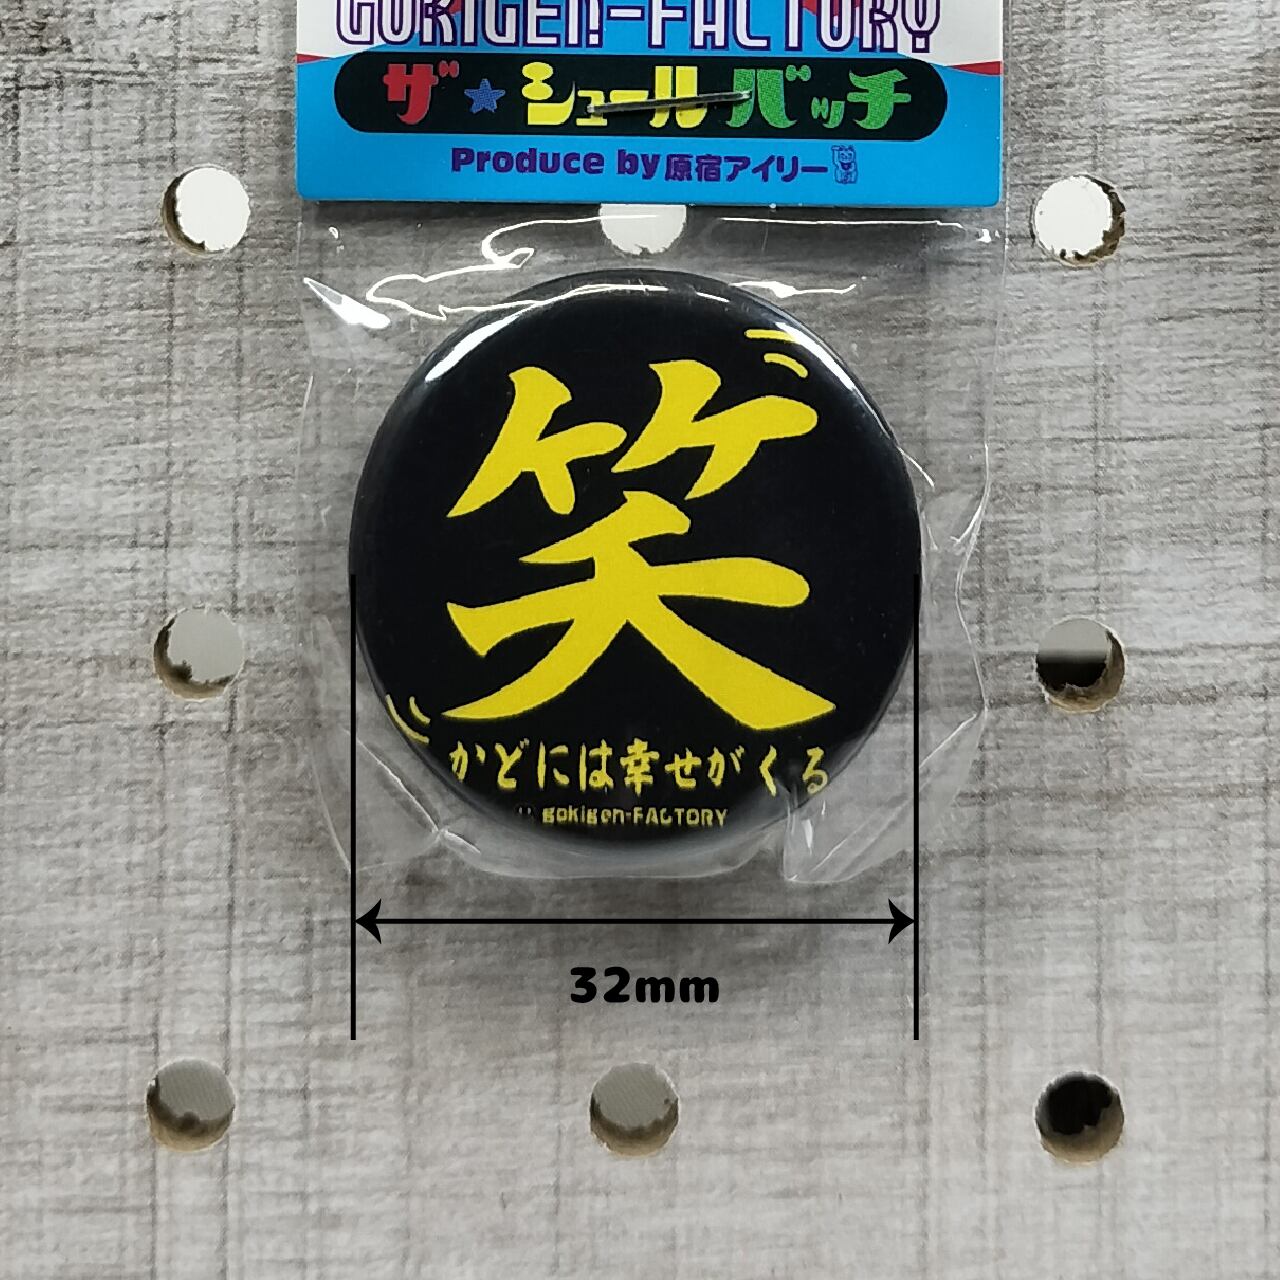 GOKIGEN-FACTORY
ザ★シュールバッチ
Produce by 原宿アイリー
笑
かどには幸せがくる
gokigen-FACTORY
32mm